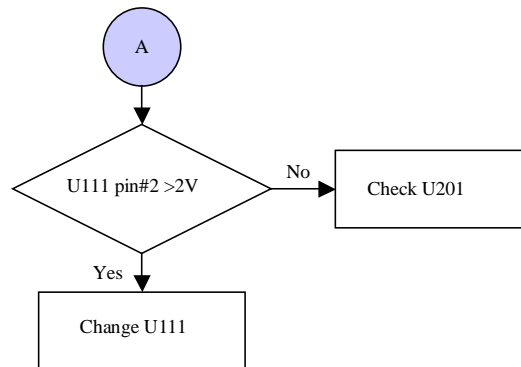 A
U111 pin#2 >2V
No
Check U201
Yes
Change U111